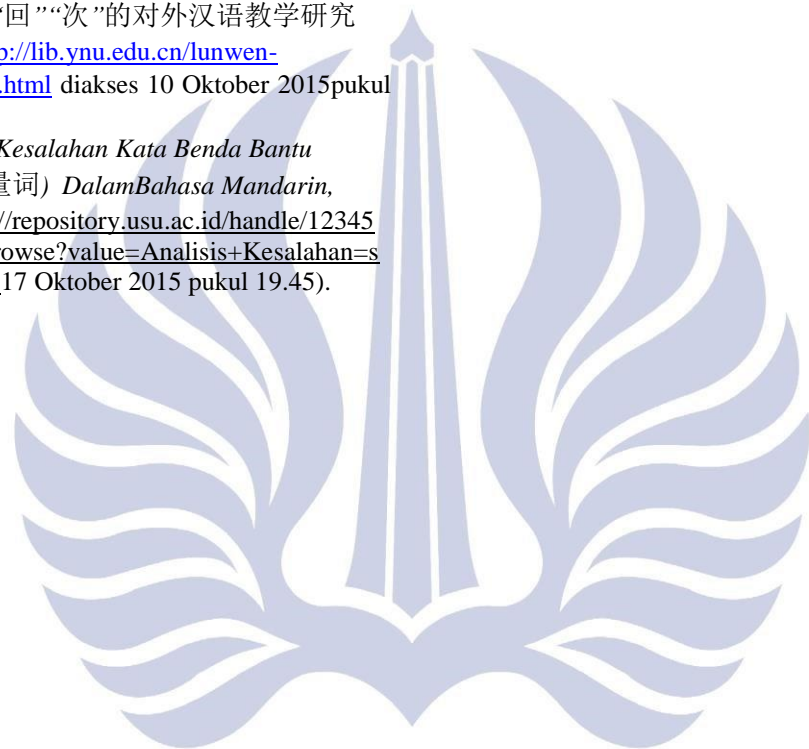 “回”“次”的对外汉语教学研究
://lib.ynu.edu.cn/lunwen-
.html diakses 10 Oktober 2015pukul
Kesalahan Kata Benda Bantu
量词) DalamBahasa Mandarin,
//repository.usu.ac.id/handle/12345
rowse?value=Analisis+Kesalahan=s
17 Oktober 2015 pukul 19.45).